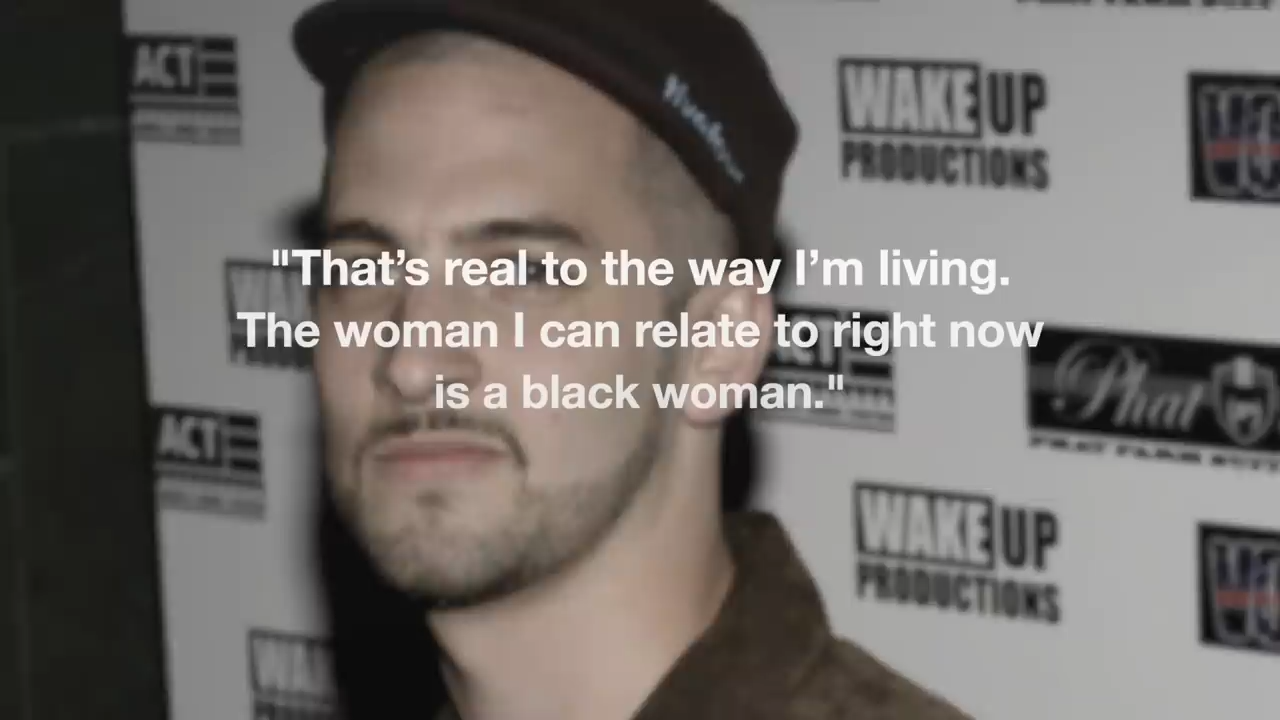 ACT
WAKE UP
PRODUCTIONS
"That’s real to the way I’m living.
The woman I can relate to right now
is a black woman."
Phat
ACT
WAKE UP
PRODUCTIONS